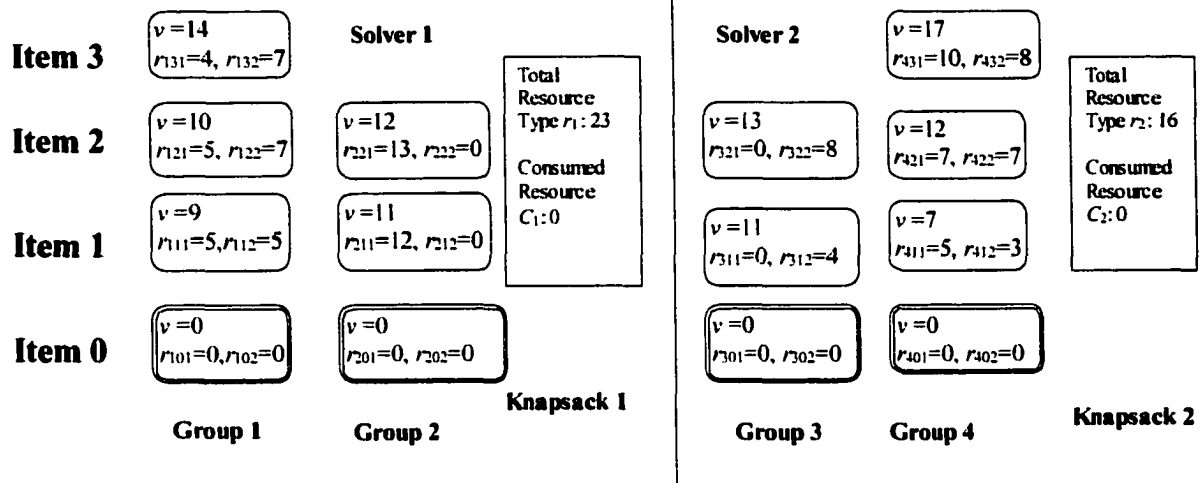 Item 3
v=14
r131=4, r132=7
Solver 1
Solver 2
v=17
r431=10, r432=8
Item 2
v=10
r121=5, r122=7
v=12
r221=13, r222=0
Total
Resource
Type r1: 23
Consumed
Resource
C1:0
v=13
r321=0, r322=8
v=12
r421=7, r422=7
Total
Resource
Type r2: 16
Consumed
Resource
C2:0
Item 1
v=9
r111=5,r112=5
v=11
r211=12, r212=0
v=11
r311=0, r312=4
v=7
r411=5, r412=3
Item 0
v=0
r101=0,r102=0
v=0
r201=0, r202=0
v=0
r301=0, r302=0
v=0
r401=0, r402=0
Knapsack 1
Knapsack 2
Group 1
Group 2
Group 3
Group 4